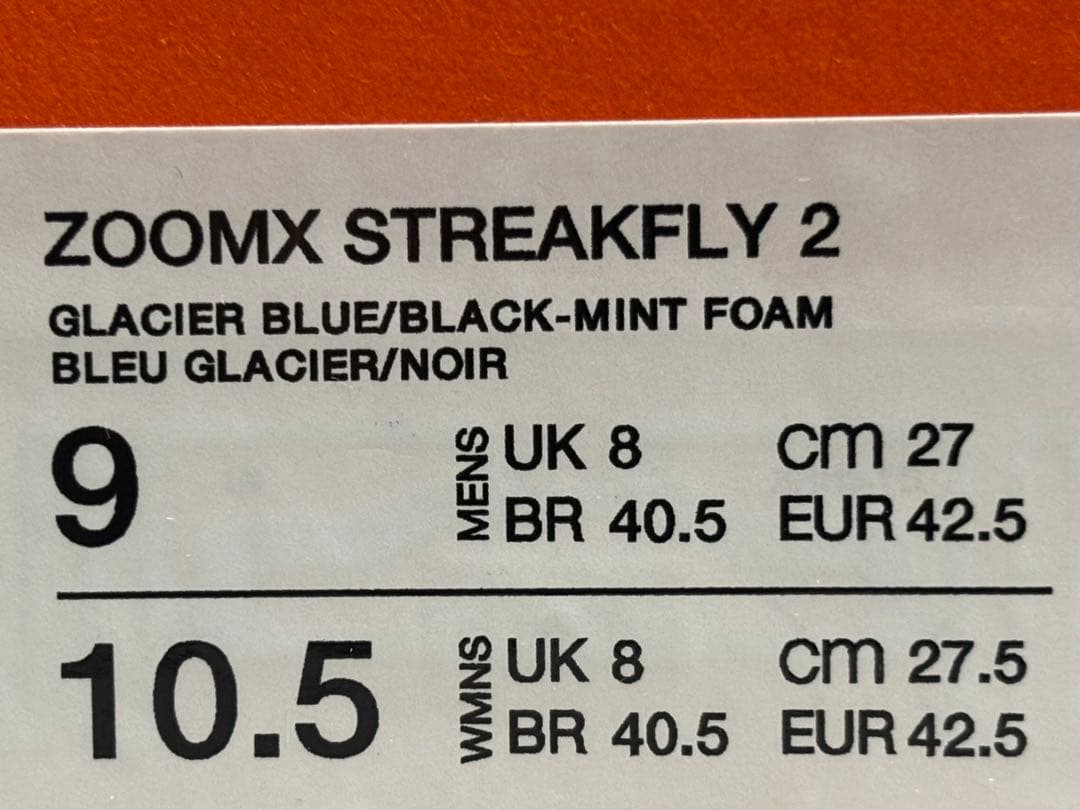 ZOOMX STREAKFLY 2
GLACIER BLUE/BLACK-MINT FOAM
BLEU GLACIER/NOIR
9 MENS UK 8 CM 27
BR 40.5 EUR 42.5
10.5 WMNS UK 8 CM 27.5
BR 40.5 EUR 42.5